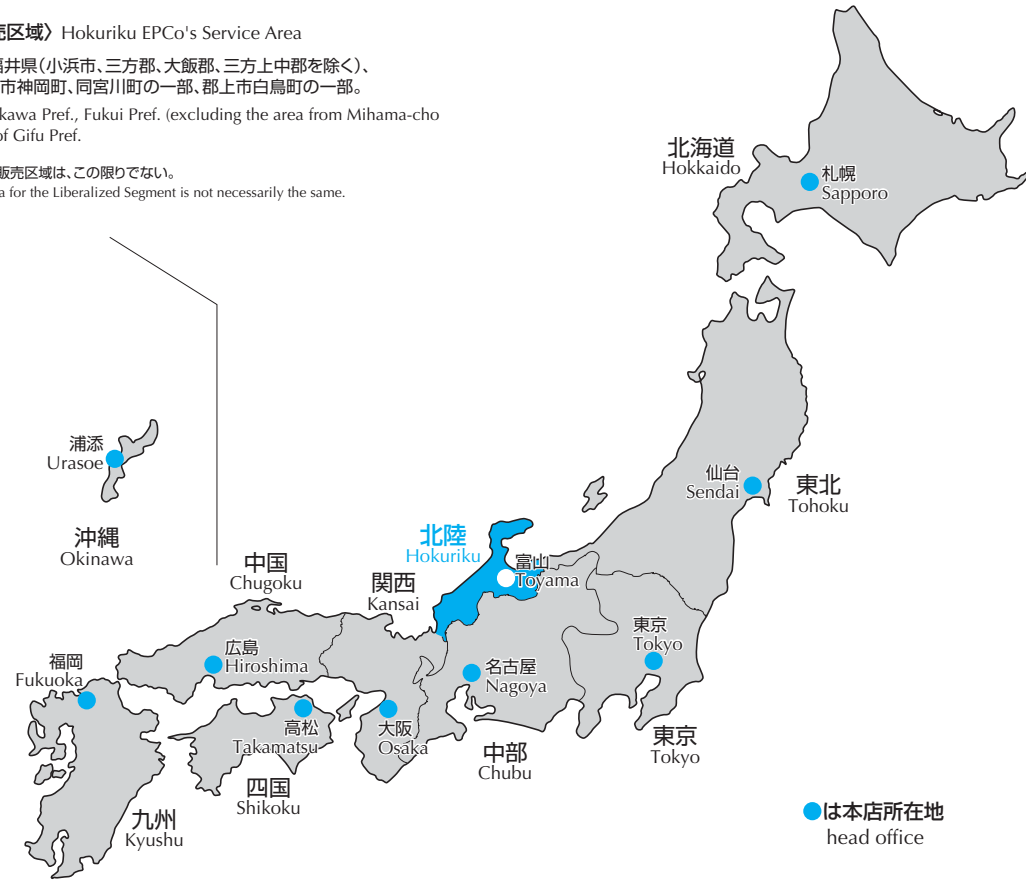 売区域〉 Hokuriku EPCo's Service Area
福井県（小浜市、三方郡、大飯郡、三方上中郡を除く）、
市神岡町、同宮川町の一部、郡上市白鳥町の一部。
kawa Pref., Fukui Pref. (excluding the area from Mihama-cho
of Gifu Pref.
販売区域は、この限りでない。
a for the Liberalized Segment is not necessarily the same.
北海道
Hokkaido
札幌
Sapporo
浦添
Urasoe
沖縄
Okinawa
仙台
Sendai
東北
Tohoku
北陸
Hokuriku
富山
Toyama
中国
Chugoku
関西
Kansai
広島
Hiroshima
東京
Tokyo
福岡
Fukuoka
名古屋
Nagoya
高松
Takamatsu
大阪
Osaka
東京
Tokyo
中部
Chubu
四国
Shikoku
九州
Kyushu
は本店所在地
head office